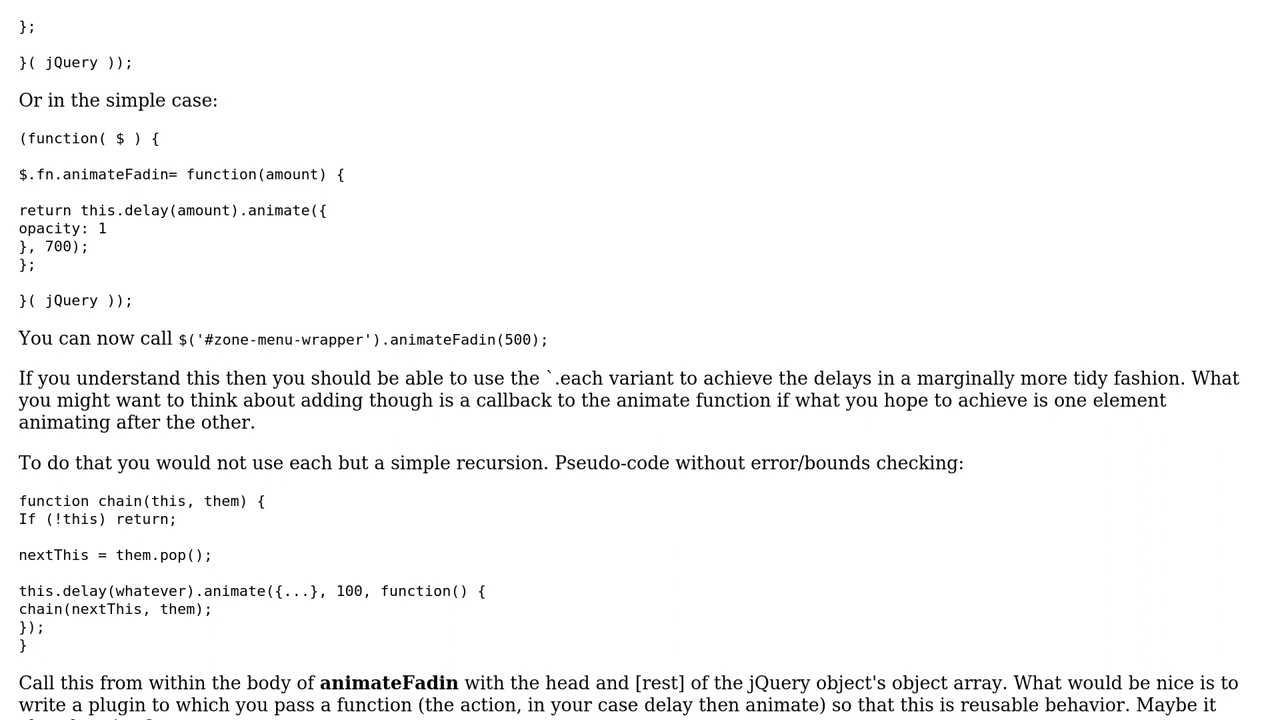 };
}( jQuery ));
Or in the simple case:
(function( $ ) {
$.fn.animateFadin= function(amount) {
return this.delay(amount).animate({
opacity: 1
}, 700);
};
}( jQuery ));
You can now call $('#zone-menu-wrapper').animateFadin(500);
If you understand this then you should be able to use the `.each variant to achieve the delays in a marginally more tidy fashion. What
you might want to think about adding though is a callback to the animate function if what you hope to achieve is one element
animating after the other.
To do that you would not use each but a simple recursion. Pseudo-code without error/bounds checking:
function chain(this, them) {
If (!this) return;
nextThis = them.pop();
this.delay(whatever).animate({...}, 100, function() {
chain(nextThis, them);
});
}
Call this from within the body of animateFadin with the head and [rest] of the jQuery object's object array. What would be nice is to
write a plugin to which you pass a function (the action, in your case delay then animate) so that this is reusable behavior. Maybe it